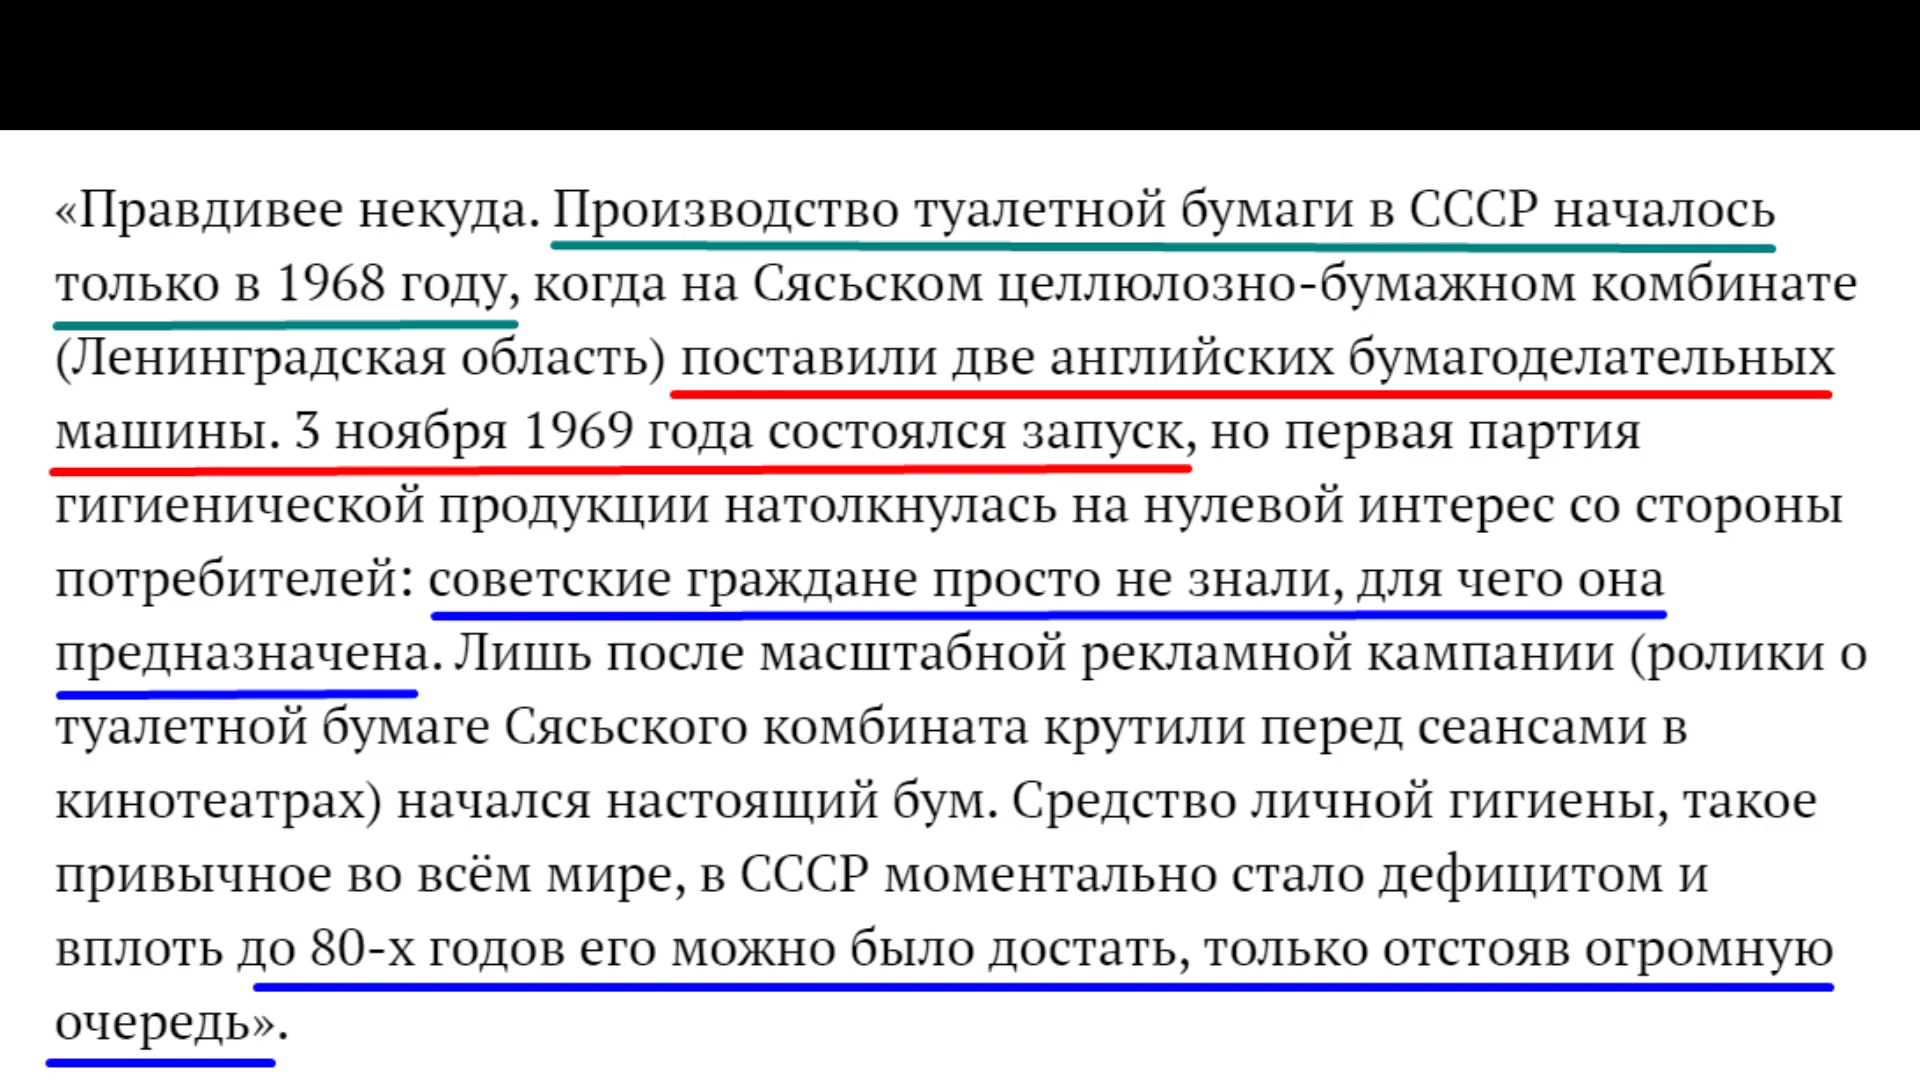 «Правдивее некуда. Производство туалетной бумаги в СССР началось
только в 1968 году, когда на Сясьском целлюлозно-бумажном комбинате
(Ленинградская область) поставили две английских бумагоделательных
машины. 3 ноября 1969 года состоялся запуск, но первая партия
гигиенической продукции натолкнулась на нулевой интерес со стороны
потребителей: советские граждане просто не знали, для чего она
предназначена. Лишь после масштабной рекламной кампании (ролики о
туалетной бумаге Сясьского комбината крутили перед сеансами в
кинотеатрах) начался настоящий бум. Средство личной гигиены, такое
привычное во всём мире, в СССР моментально стало дефицитом и
вплоть до 80-х годов его можно было достать, только отстояв огромную
очередь».